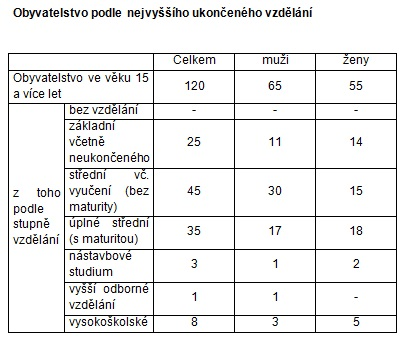 Obyvatelstvo podle nejvyššího ukončeného vzdělání
Celkem muži ženy
Obyvatelstvo ve věku 15
a více let 120 65 55
z toho
podle
stupně
vzdělání
bez vzdělání - - -
základní
včetně
neukončeného 25 11 14
střední vč.
vyučení (bez
maturity) 45 30 15
úplné střední
(s maturitou) 35 17 18
nástavbové
studium 3 1 2
vyšší odborné
vzdělání 1 1 -
vysokoškolské 8 3 5